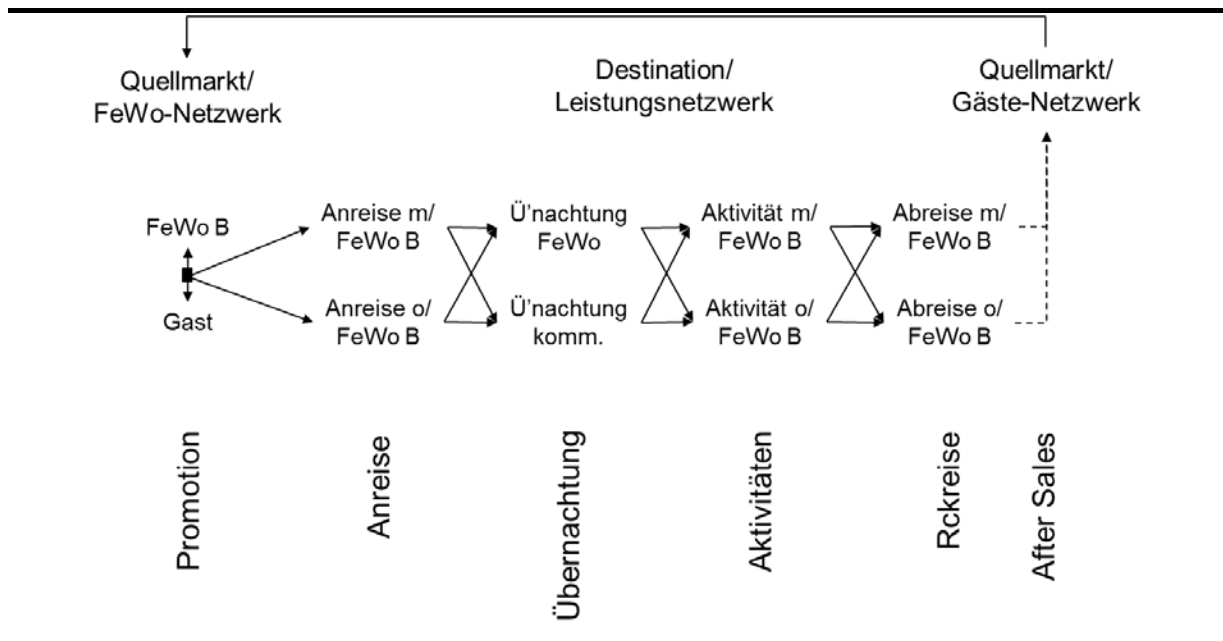 Quellmarkt/
FeWo-Netzwerk
Destination/
Leistungsnetzwerk
Quellmarkt/
Gäste-Netzwerk
FeWo B
Gast
Anreise m/
FeWo B
Anreise o/
FeWo B
Ü'nachtung
FeWo
Ü'nachtung
komm.
Aktivität m/
FeWo B
Aktivität o/
FeWo B
Abreise m/
FeWo B
Abreise o/
FeWo B
Promotion
Anreise
Übernachtung
Aktivitäten
Rckreise
After Sales